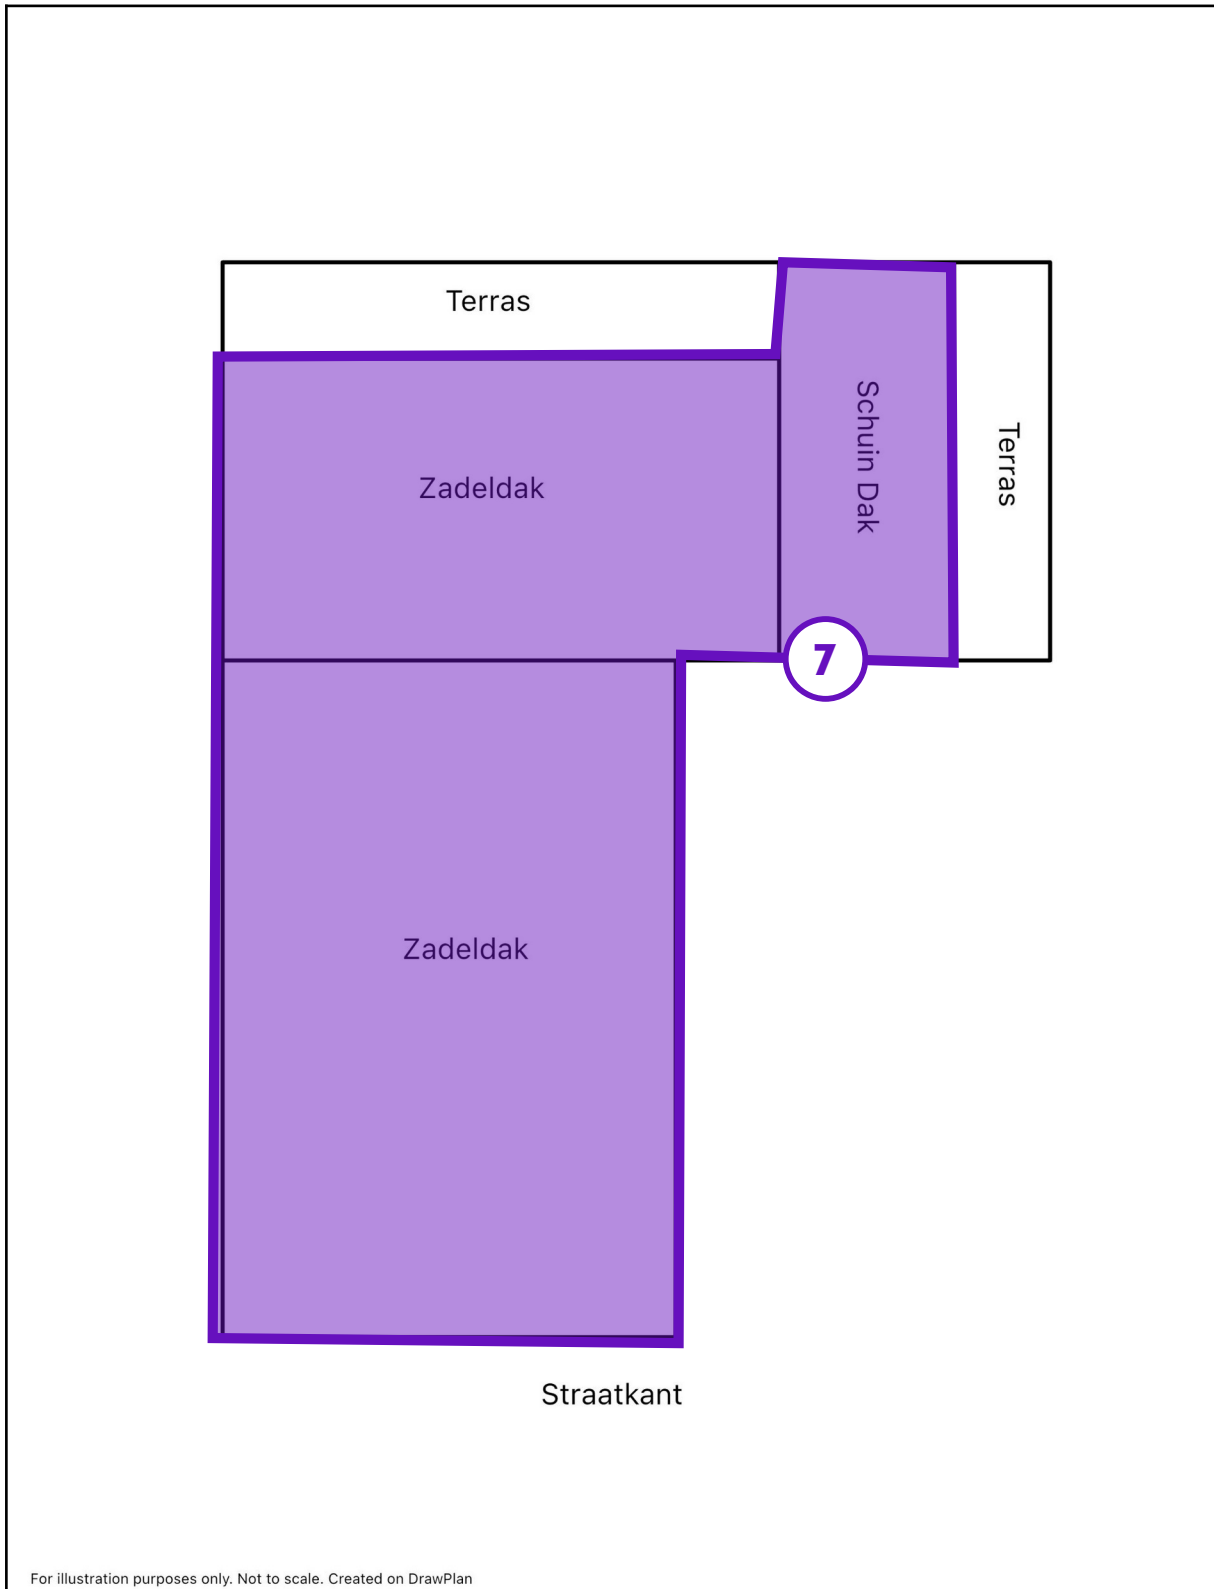 Terras
Schuin Dak
Terras
Zadeldak
7
Zadeldak
Straatkant
For illustration purposes only. Not to scale. Created on DrawPlan